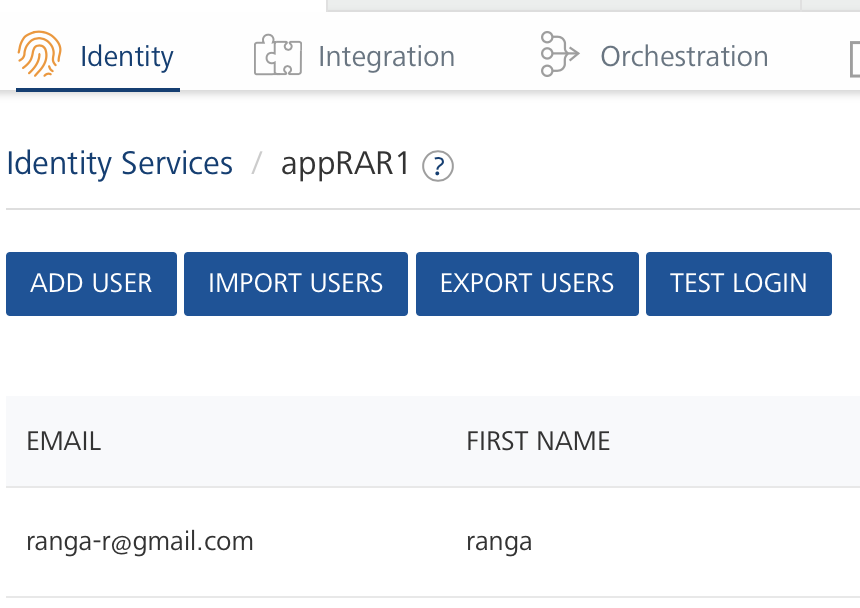 Identity Integration Orchestration
Identity Services / appRAR1 ?
ADD USER IMPORT USERS EXPORT USERS TEST LOGIN
EMAIL FIRST NAME
ranga-r@gmail.com ranga